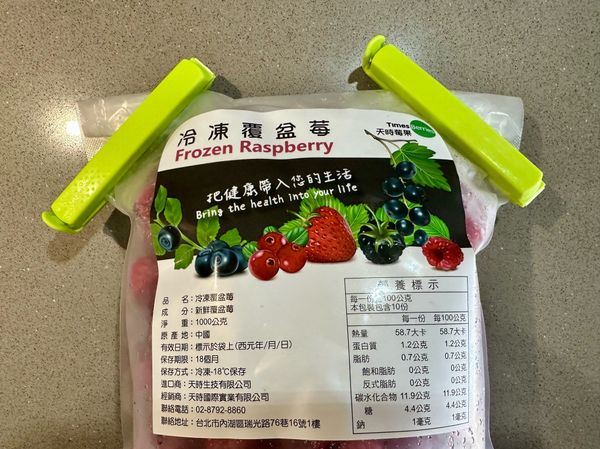 冷凍覆盆莓
Frozen Raspberry
Times Berries
天時莓果
把健康帶入您的生活
Bring the health into your life
品　名：冷凍覆盆莓
成　分：新鮮覆盆莓
淨　重：1000公克
原 產 地：中國
有效日期：標示於袋上(西元年/月/日)
保存期限：18個月
保存方式：冷凍-18℃保存
進口商：天時生技有限公司
經銷商：天時國際實業有限公司
聯絡電話：02-8792-8860
聯絡地址：台北市內湖區瑞光路76巷16號1樓
營養標示
每一份量100公克
本包裝包含10份
每一份 每100公克
熱量 58.7大卡 58.7大卡
蛋白質 1.2公克 1.2公克
脂肪 0.7公克 0.7公克
飽和脂肪 0公克 0公克
反式脂肪 0公克 0公克
碳水化合物 11.9公克 11.9公克
糖 4.4公克 4.4公克
鈉 1毫克 1毫克